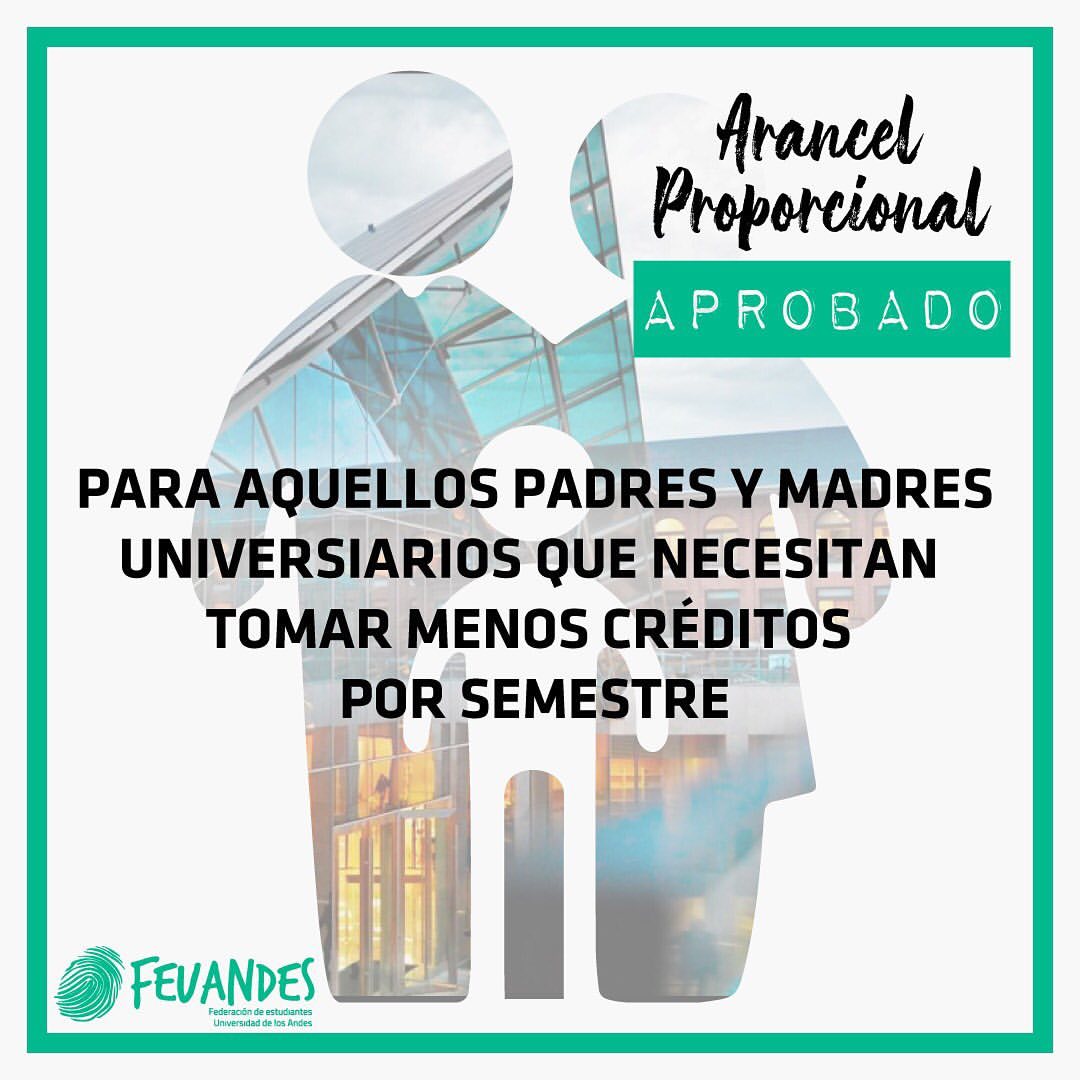 Arancel
Proporcional
APROBADO
PARA AQUELLOS PADRES Y MADRES
UNIVERSIARIOS QUE NECESITAN
TOMAR MENOS CRÉDITOS
POR SEMESTRE
FEUANDES
Federación de estudiantes
Universidad de los Andes